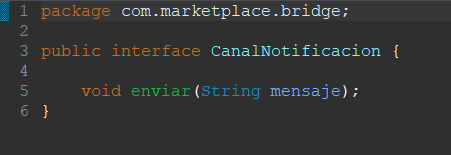 1 package com.marketplace.bridge;
2
3 public interface CanalNotificacion {
4
5     void enviar(String mensaje);
6 }